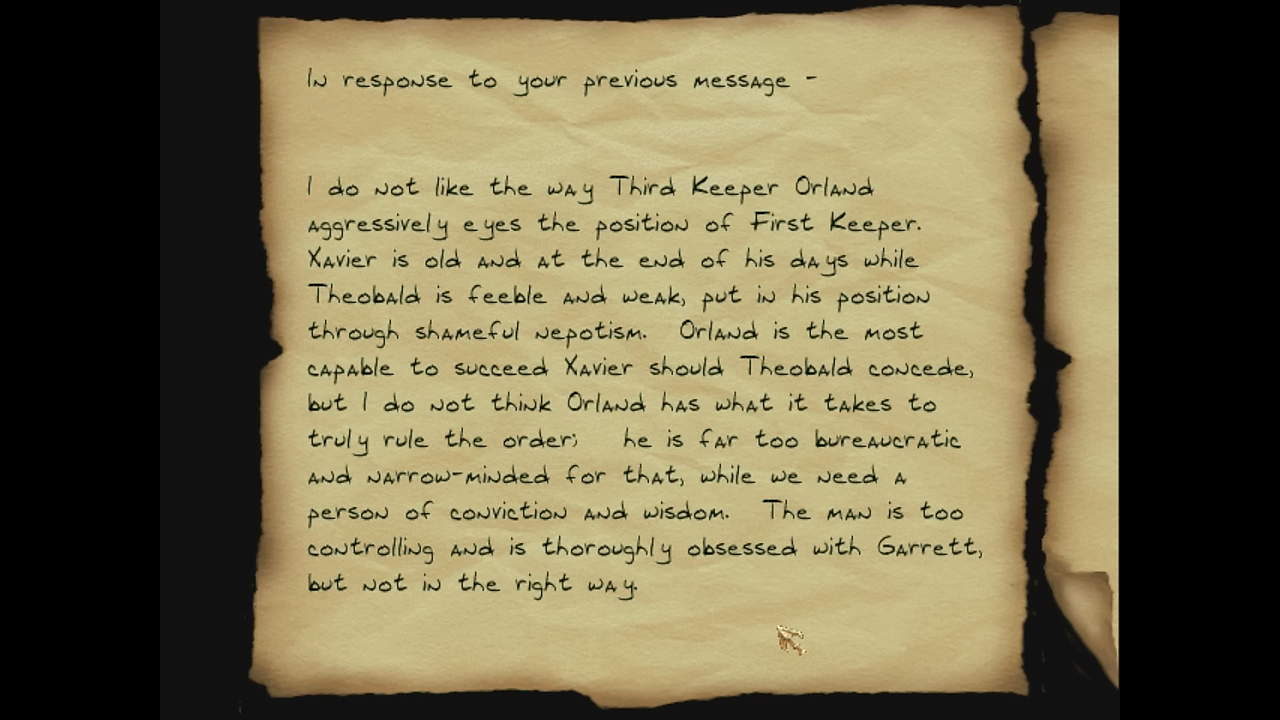 In response to your previous message -
I do not like the way Third Keeper Orland
aggressively eyes the position of First Keeper.
Xavier is old and at the end of his days while
Theobald is feeble and weak, put in his position
through shameful nepotism. Orland is the most
capable to succeed Xavier should Theobald concede,
but I do not think Orland has what it takes to
truly rule the order; he is far too bureaucratic
and narrow-minded for that, while we need a
person of conviction and wisdom. The man is too
controlling and is thoroughly obsessed with Garrett,
but not in the right way.